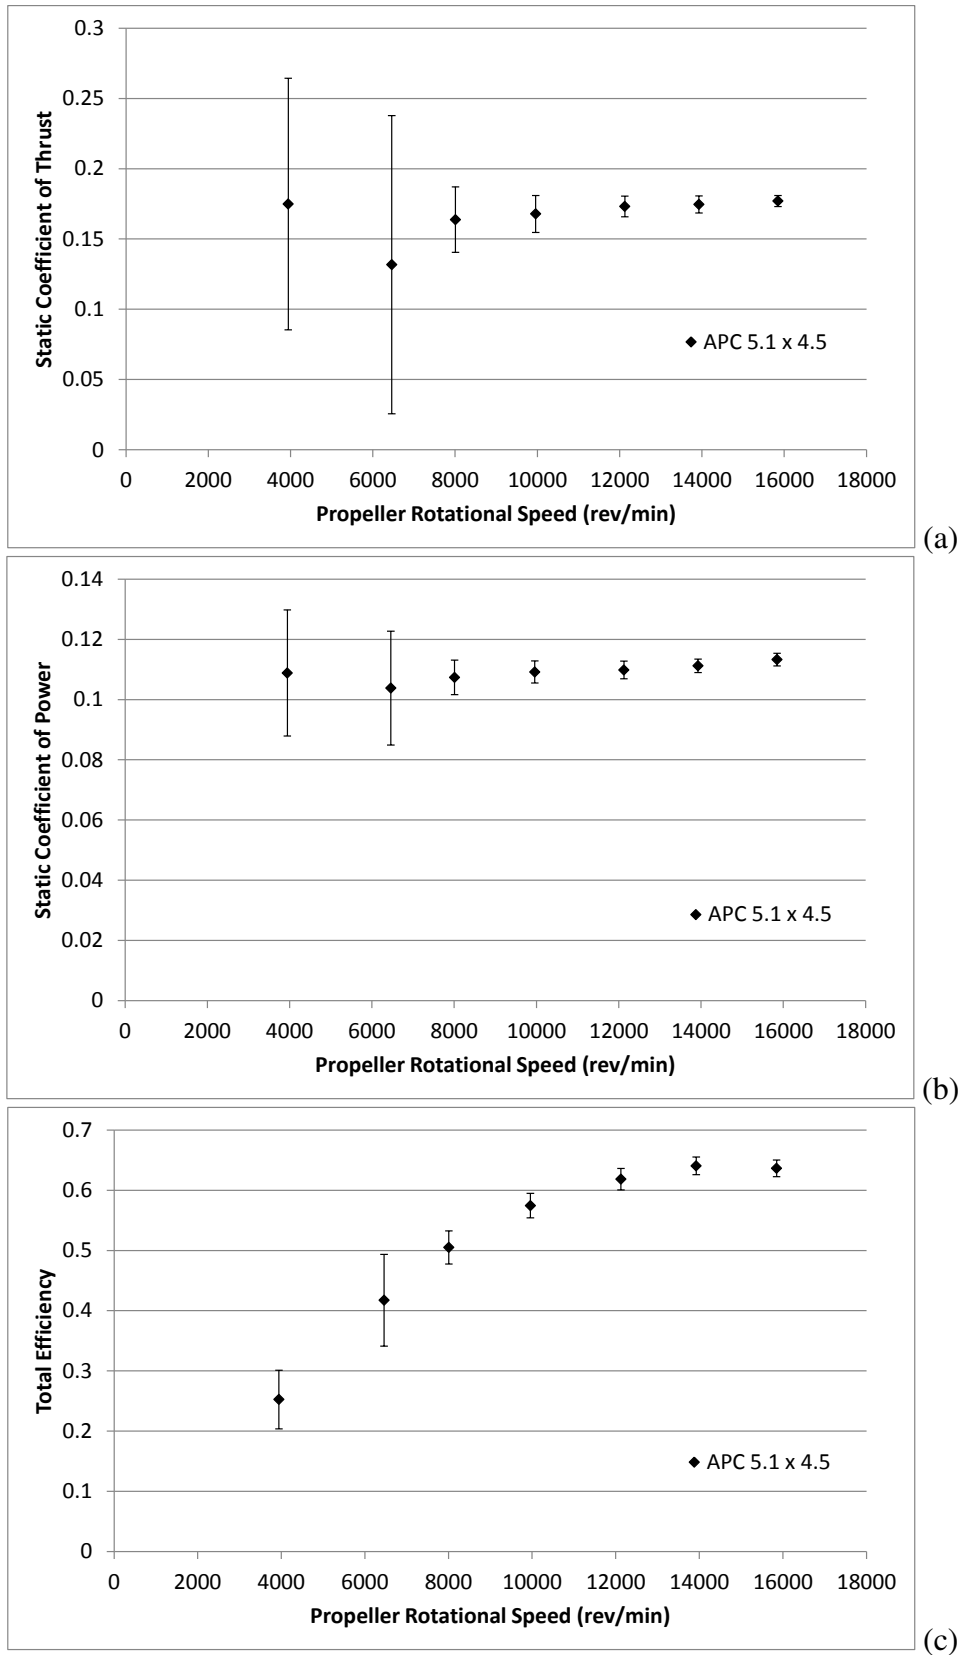 0.3
0.25
0.2
0.15
0.1
0.05
0
Static Coefficient of Thrust
APC 5.1 x 4.5
0 2000 4000 6000 8000 10000 12000 14000 16000 18000
Propeller Rotational Speed (rev/min)
(a)
0.14
0.12
0.1
0.08
0.06
0.04
0.02
0
Static Coefficient of Power
APC 5.1 x 4.5
0 2000 4000 6000 8000 10000 12000 14000 16000 18000
Propeller Rotational Speed (rev/min)
(b)
0.7
0.6
0.5
0.4
0.3
0.2
0.1
0
Total Efficiency
APC 5.1 x 4.5
0 2000 4000 6000 8000 10000 12000 14000 16000 18000
Propeller Rotational Speed (rev/min)
(c)